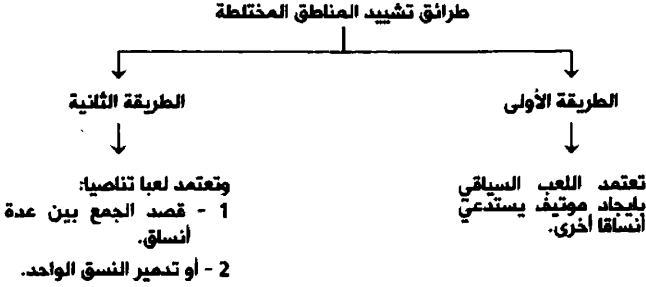 طرائق تشييد المناطق المختلطة
الطريقة الأولى
تعتمد اللعب السياقي
بايجاد موتيف يستدعي
أنساقا أخرى.
الطريقة الثانية
وتعتمد لعبا تناصيا:
1 - قصد الجمع بين عدة
أنساق.
2 - أو تدمير النسق الواحد.